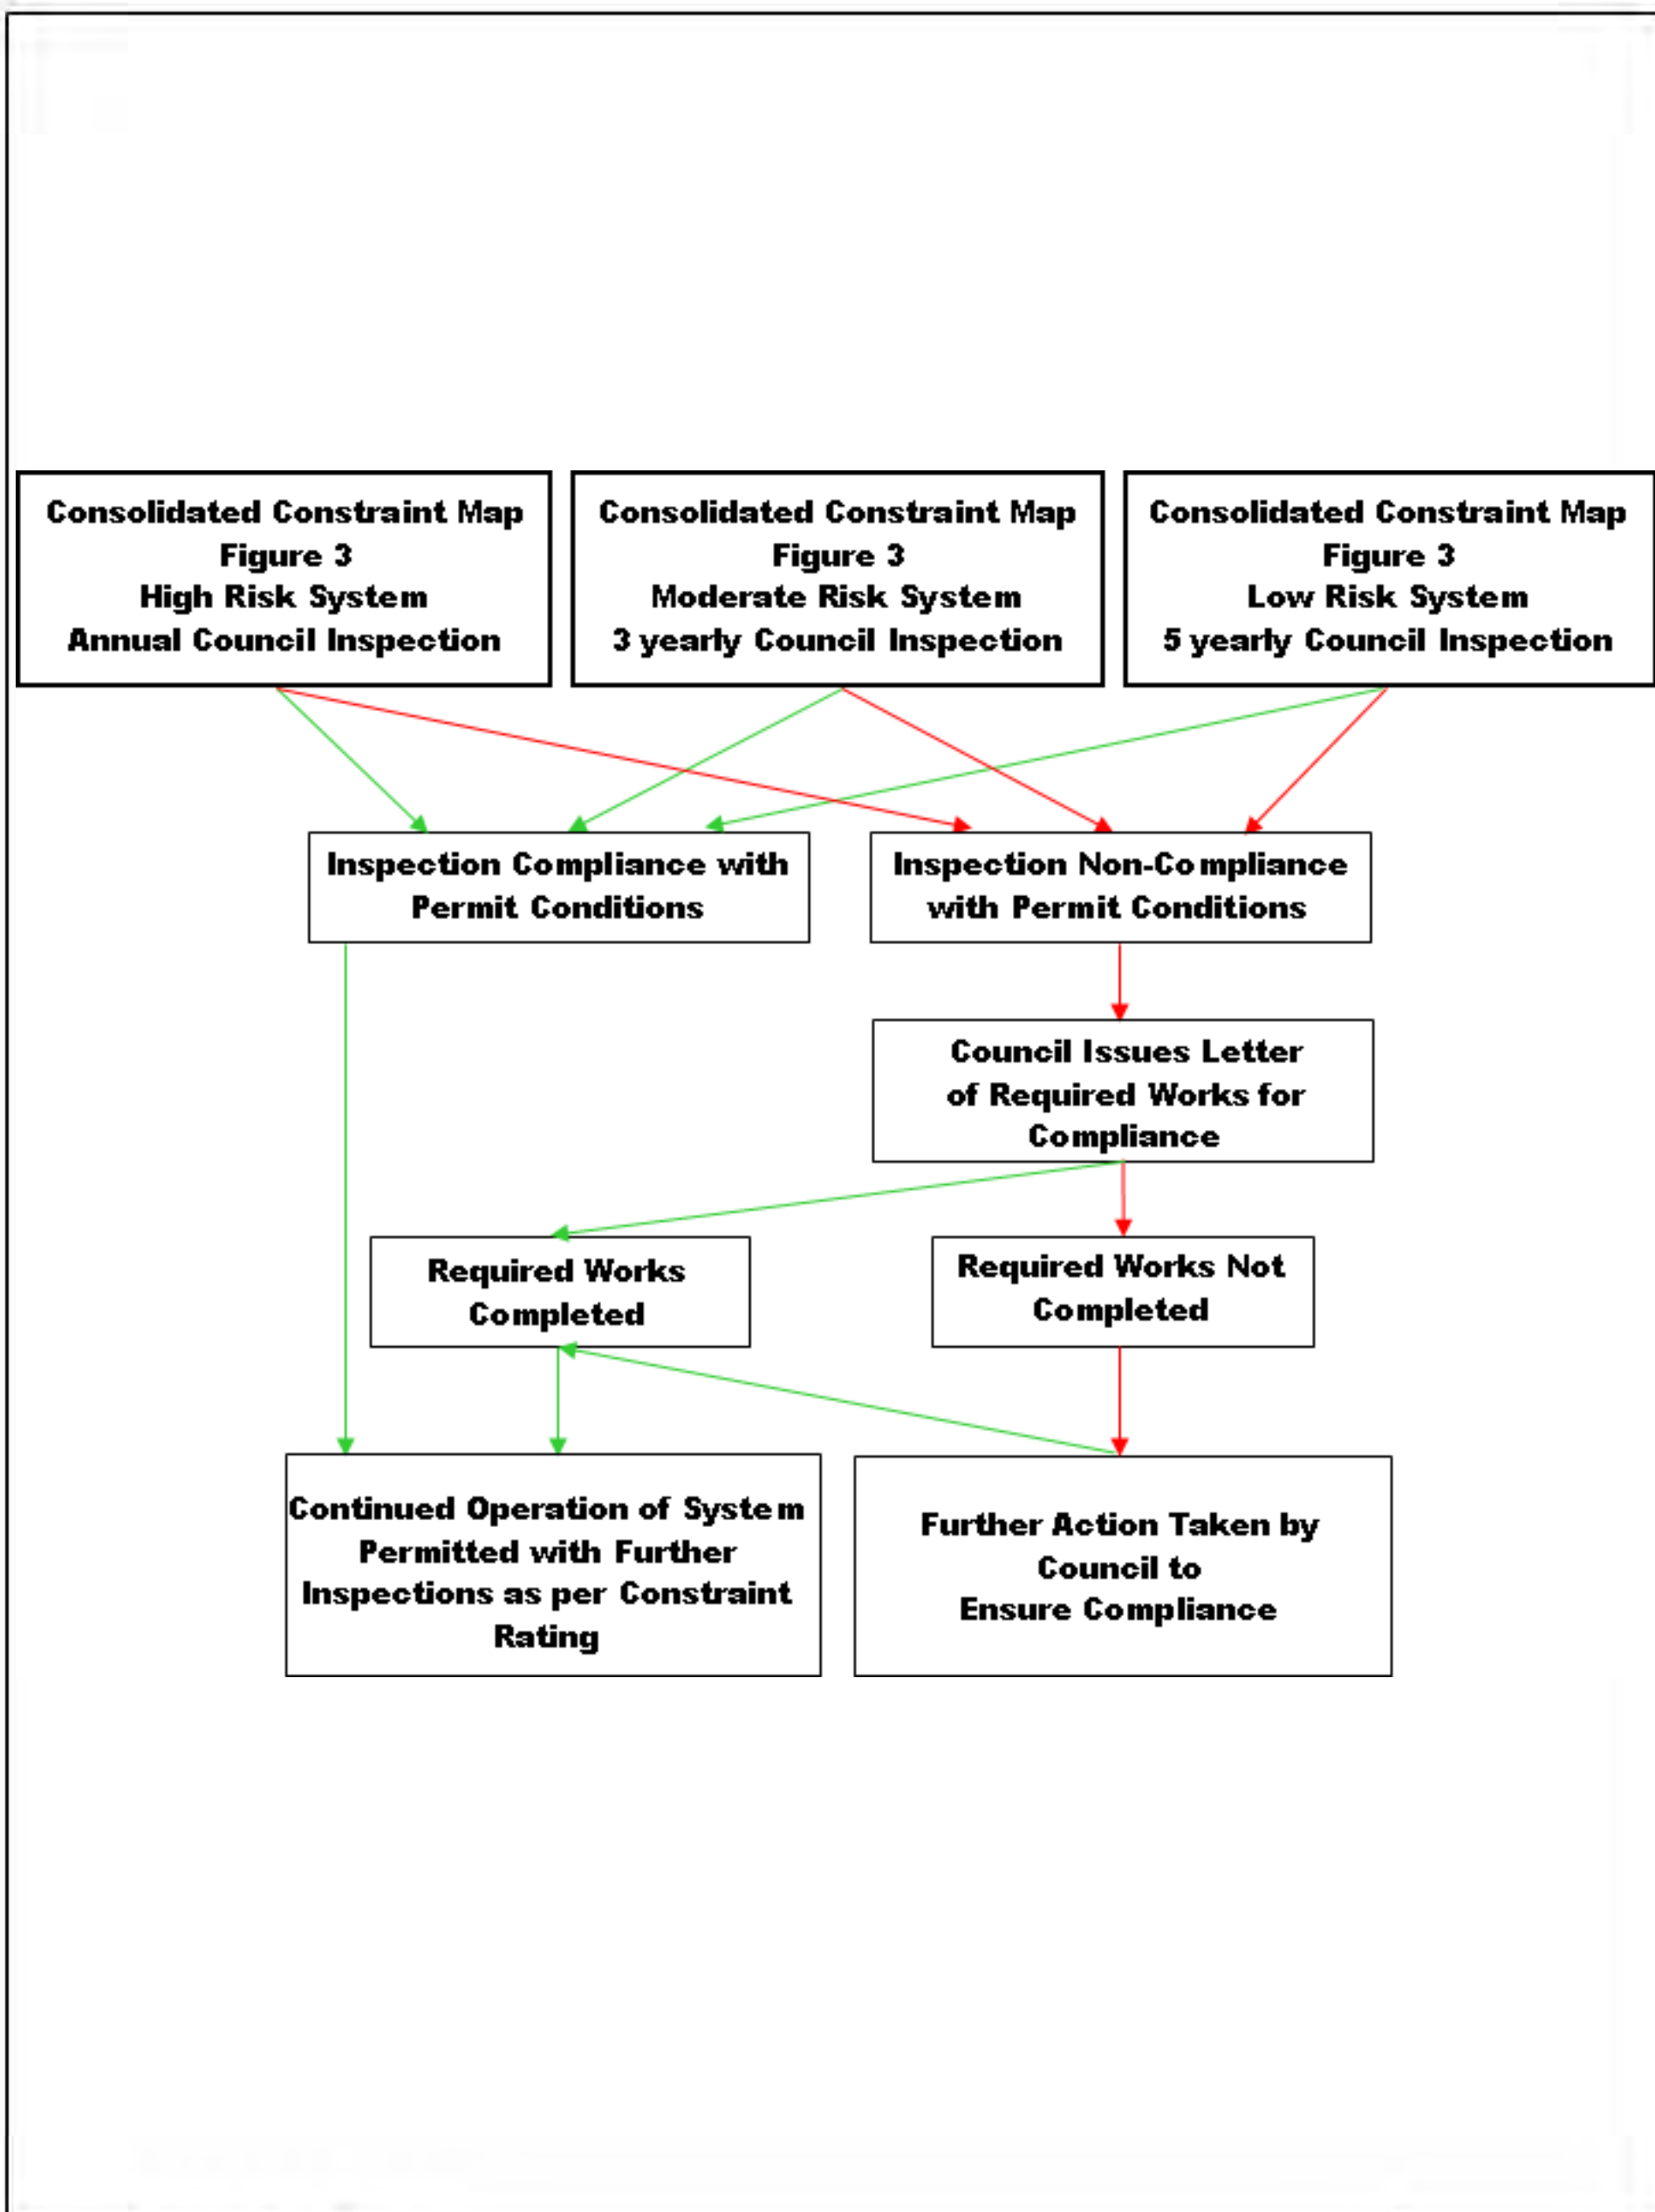 Consolidated Constraint Map
Figure 3
High Risk System
Annual Council Inspection
Consolidated Constraint Map
Figure 3
Moderate Risk System
3 yearly Council Inspection
Consolidated Constraint Map
Figure 3
Low Risk System
5 yearly Council Inspection
Inspection Compliance with
Permit Conditions
Inspection Non-Compliance
with Permit Conditions
Council Issues Letter
of Required Works for
Compliance
Required Works
Completed
Required Works Not
Completed
Continued Operation of System
Permitted with Further
Inspections as per Constraint
Rating
Further Action Taken by
Council to
Ensure Compliance